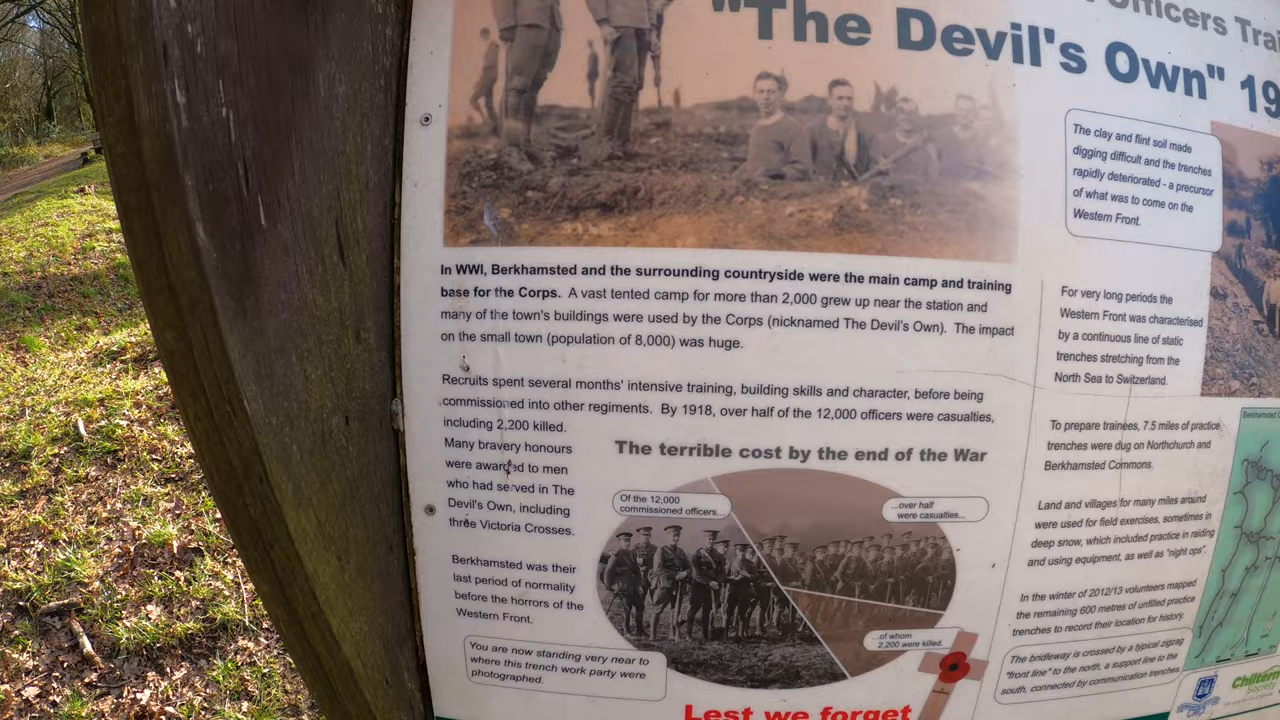 Officers
"The Devil's Own" 19
The clay and flint soil made
digging difficult and the trenches
rapidly deteriorated - a precursor
of what was to come on the
Western Front.
In WWI, Berkhamsted and the surrounding countryside were the main camp and training
base for the Corps. A vast tented camp for more than 2,000 grew up near the station and
many of the town's buildings were used by the Corps (nicknamed The Devil's Own). The impact
on the small town (population of 8,000) was huge.
Recruits spent several months' intensive training, building skills and character, before being
commissioned into other regiments. By 1918, over half of the 12,000 officers were casualties,
including 2,200 killed.
Many bravery honours
were awarded to men
who had served in The
Devil's Own, including
three Victoria Crosses.
Berkhamsted was their
last period of normality
before the horrors of the
Western Front.
You are now standing very near to
where this trench work party were
photographed.
The terrible cost by the end of the War
Of the 12,000
commissioned officers...
...over half
were casualties...
...of whom
2,200 were killed.
Lest we forget
For very long periods the
Western Front was characterised
by a continuous line of static
trenches stretching from the
North Sea to Switzerland.
To prepare trainees, 7.5 miles of practice
trenches were dug on Northchurch and
Berkhamsted Commons.
Land and villages for many miles around
were used for field exercises, sometimes in
deep snow, which included practice in raiding
and using equipment, as well as "night ops".
In the winter of 2012/13 volunteers mapped
the remaining 600 metres of unfilled practice
trenches to record their location for history.
The bridleway is crossed by a typical zigzag
"front line" to the north, a support line to the
south, connected by communication trenches.
Berkhamsted
Chiltern
Society